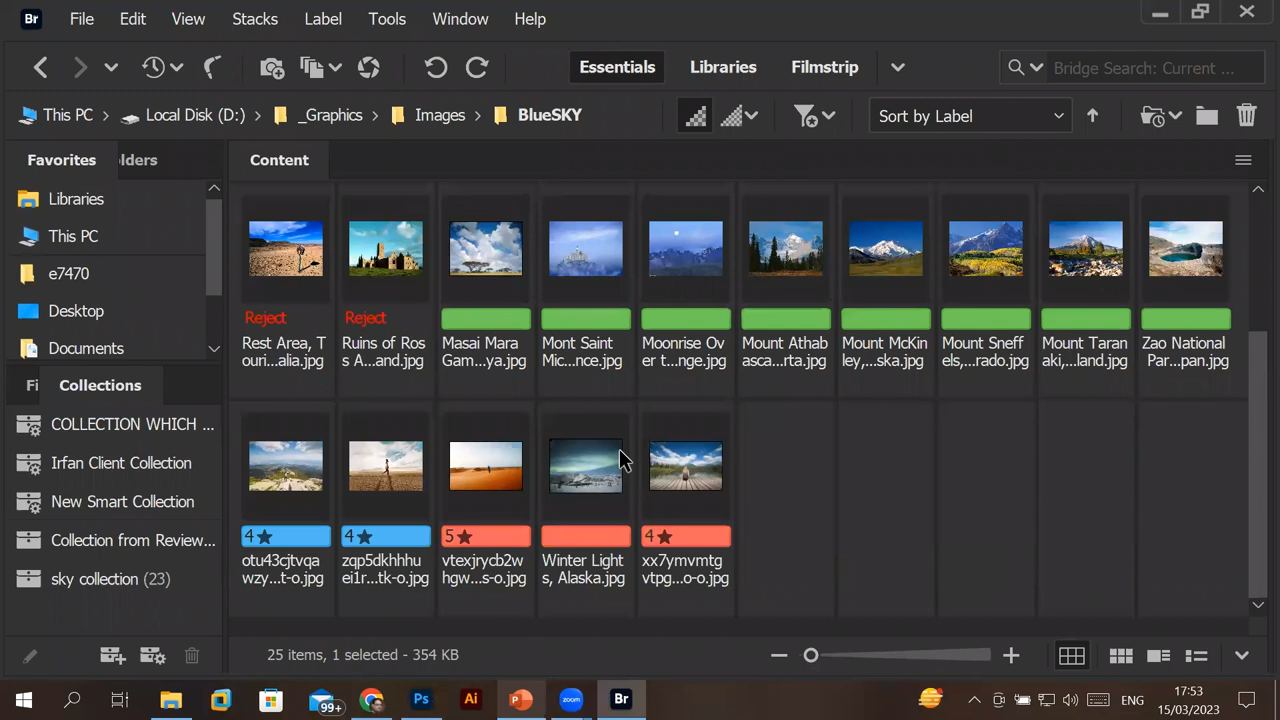 Br File Edit View Stacks Label Tools Window Help
Essentials Libraries Filmstrip Bridge Search: Current ...
This PC Local Disk (D:) _Graphics Images BlueSKY Sort by Label
Favorites olders Content
Libraries
This PC
e7470
Desktop
Documents
Reject Reject
Rest Area, T
ouri...alia.jpg
Ruins of Ros
s A...and.jpg
Masai Mara
Gam...ya.jpg
Mont Saint
Mic...nce.jpg
Moonrise Ov
er t...nge.jpg
Mount Athab
asca...rta.jpg
Mount McKin
ley,...ska.jpg
Mount Sneff
els,...rado.jpg
Mount Taran
aki,...land.jpg
Zao National
Par...pan.jpg
Fi Collections
COLLECTION WHICH ...
Irfan Client Collection
New Smart Collection
Collection from Review...
sky collection (23)
4★ 4★ 5★ 4★
otu43cjtvqa
wzy...t-o.jpg
zqp5dkhhhu
ei1r...tk-o.jpg
vtexjrycb2w
hgw...s-o.jpg
Winter Light
s, Alaska.jpg
xx7ymvmtg
vtpg...o-o.jpg
25 items, 1 selected - 354 KB
99+ Ps Ai P zoom Br ENG
17:53
15/03/2023